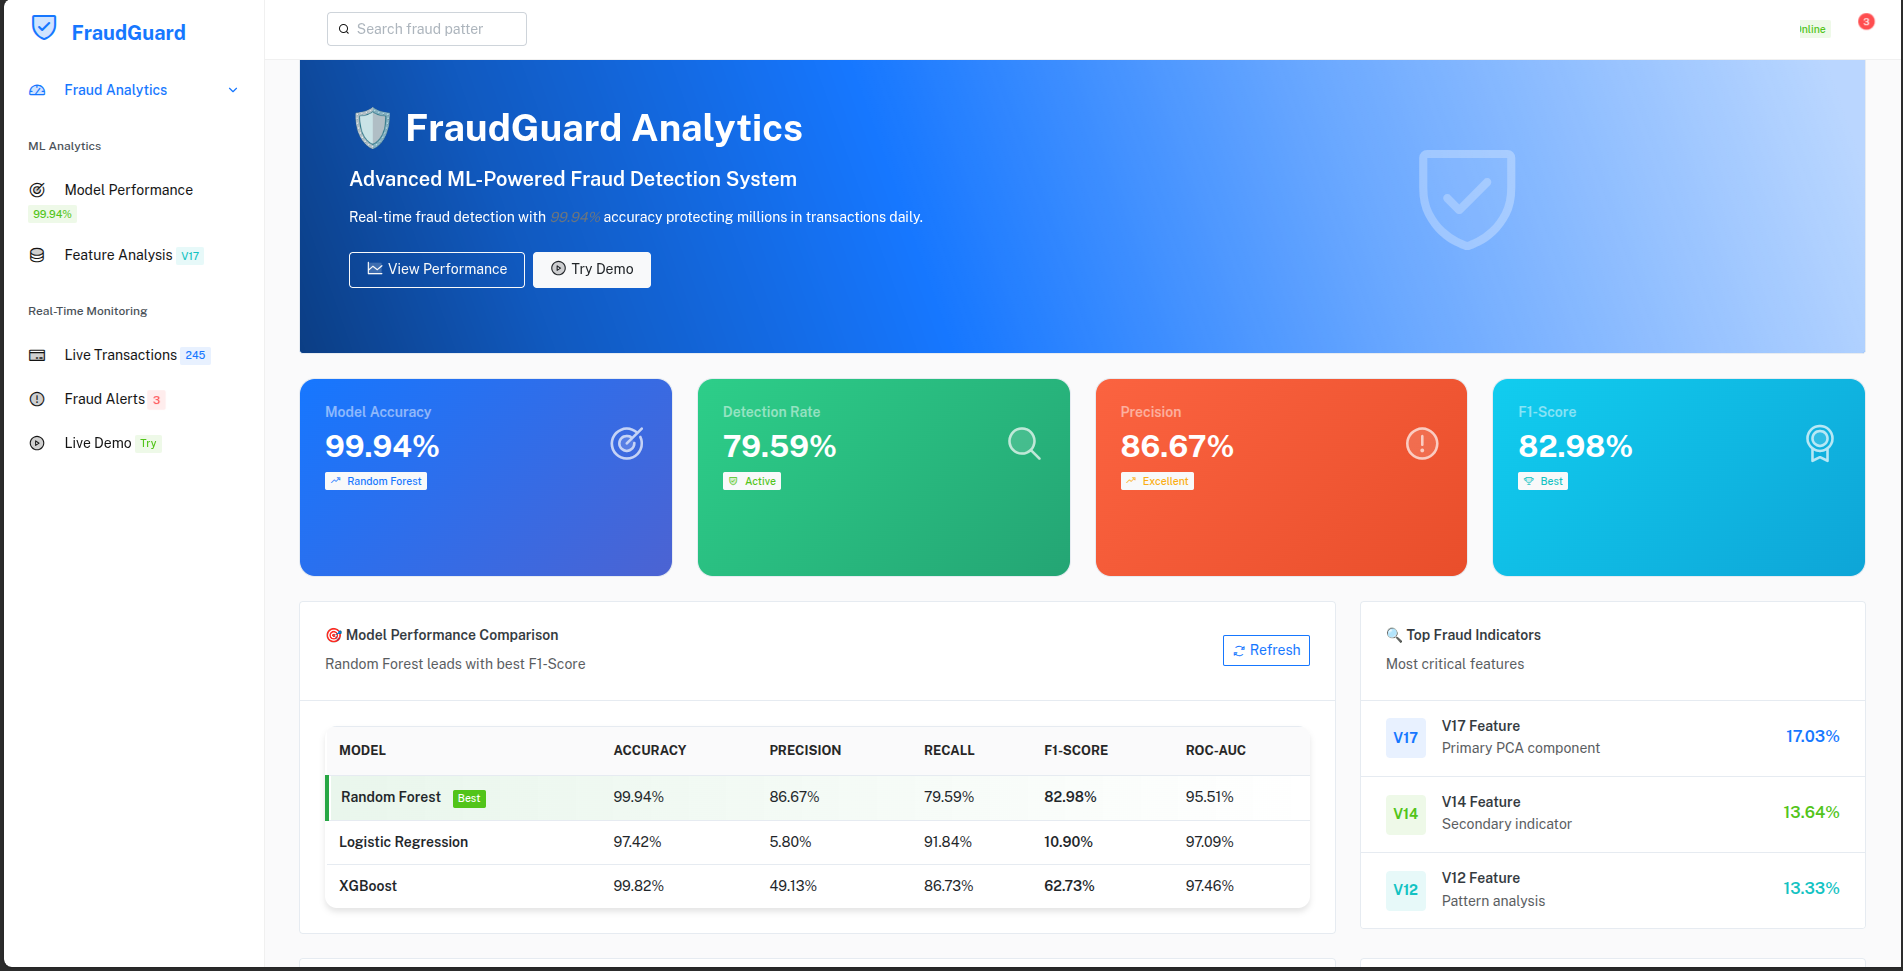 FraudGuard
Search fraud patter
nline
3
Fraud Analytics
ML Analytics
Model Performance
99.94%
Feature Analysis V17
Real-Time Monitoring
Live Transactions 245
Fraud Alerts 3
Live Demo Try
FraudGuard Analytics
Advanced ML-Powered Fraud Detection System
Real-time fraud detection with 99.94% accuracy protecting millions in transactions daily.
View Performance
Try Demo
Model Accuracy
99.94%
Random Forest
Detection Rate
79.59%
Active
Precision
86.67%
Excellent
F1-Score
82.98%
Best
Model Performance Comparison
Random Forest leads with best F1-Score
Refresh
MODEL ACCURACY PRECISION RECALL F1-SCORE ROC-AUC
Random Forest Best 99.94% 86.67% 79.59% 82.98% 95.51%
Logistic Regression 97.42% 5.80% 91.84% 10.90% 97.09%
XGBoost 99.82% 49.13% 86.73% 62.73% 97.46%
Top Fraud Indicators
Most critical features
V17
V17 Feature
Primary PCA component
17.03%
V14
V14 Feature
Secondary indicator
13.64%
V12
V12 Feature
Pattern analysis
13.33%